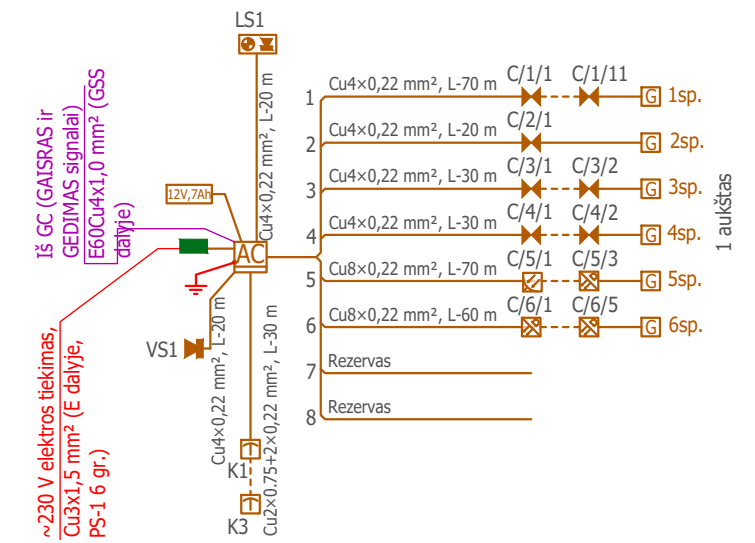 LS1
Cu4×0,22 mm², L-20 m
Iš GC (GAISRAS ir
GEDIMAS signalai)
E60Cu4x1,0 mm² (GSS
dalyje)
12V,7Ah
AC
~230 V elektros tiekimas,
Cu3x1,5 mm² (E dalyje,
PS-1 6 gr.)
VS1
Cu4×0,22 mm², L-20 m
K1
K3
Cu2×0.75+2×0,22 mm², L-30 m
1
Cu4×0,22 mm², L-70 m
C/1/1
C/1/11
G
1sp.
2
Cu4×0,22 mm², L-20 m
C/2/1
G
2sp.
3
Cu4×0,22 mm², L-30 m
C/3/1
C/3/2
G
3sp.
4
Cu4×0,22 mm², L-30 m
C/4/1
C/4/2
G
4sp.
5
Cu8×0,22 mm², L-70 m
C/5/1
C/5/3
G
5sp.
6
Cu8×0,22 mm², L-60 m
C/6/1
C/6/5
G
6sp.
7
Rezervas
8
Rezervas
1 aukštas